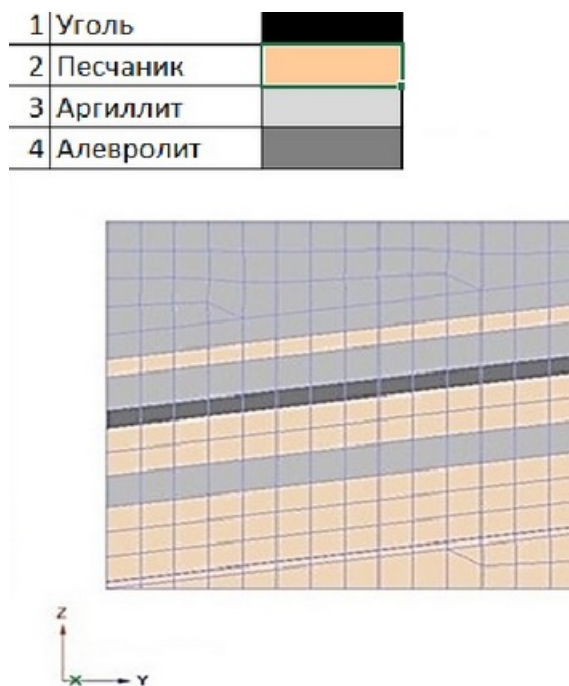 1 Уголь
2 Песчаник
3 Аргиллит
4 Алевролит
Z
X Y